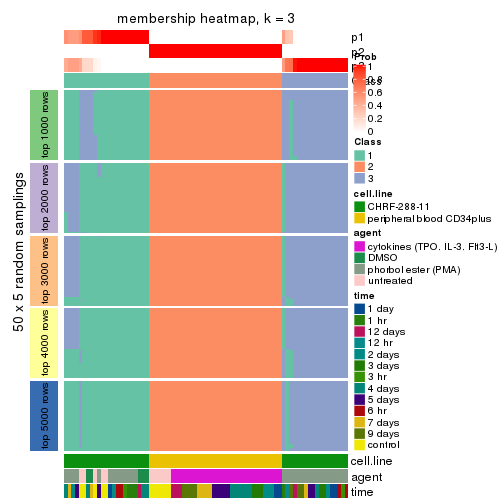 membership heatmap, k = 3
p1
p2
p3
Prob
1
0.8
0.6
0.4
0.2
0
Class
1
2
3
cell.line
CHRF-288-11
peripheral blood CD34plus
agent
cytokines (TPO, IL-3, Flt3-L)
DMSO
phorbol ester (PMA)
untreated
time
1 day
1 hr
12 days
12 hr
2 days
3 days
3 hr
4 days
5 days
6 hr
7 days
9 days
control
50 x 5 random samplings
top 1000 rows
top 2000 rows
top 3000 rows
top 4000 rows
top 5000 rows
cell.line
agent
time